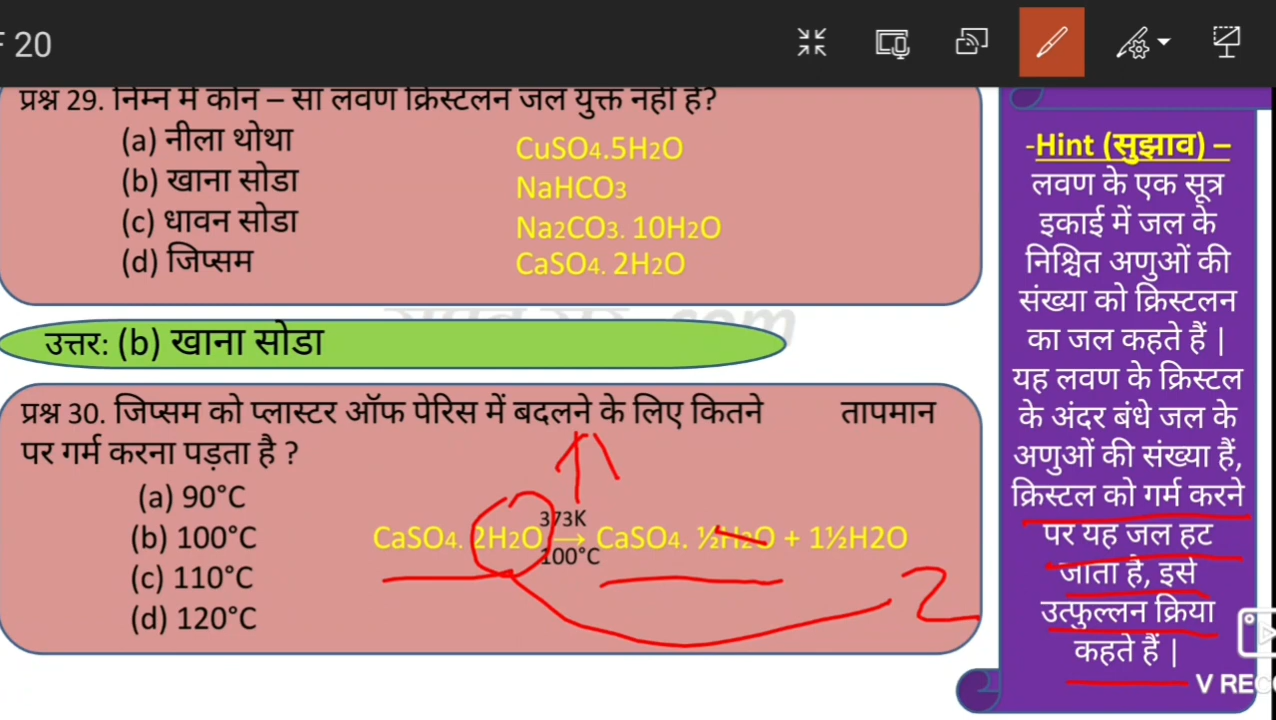 F 20
प्रश्न 29. निम्न में कौन – सा लवण क्रिस्टलन जल युक्त नहीं है?
(a) नीला थोथा CuSO4.5H2O
(b) खाना सोडा NaHCO3
(c) धावन सोडा Na2CO3. 10H2O
(d) जिप्सम CaSO4. 2H2O
उत्तर: (b) खाना सोडा
प्रश्न 30. जिप्सम को प्लास्टर ऑफ पेरिस में बदलने के लिए कितने तापमान
पर गर्म करना पड़ता है ?
(a) 90°C
(b) 100°C
(c) 110°C
(d) 120°C
373K
CaSO4. 2H2O → CaSO4. ½H2O + 1½H2O
100°C
2
-Hint (सुझाव) –
लवण के एक सूत्र
इकाई में जल के
निश्चित अणुओं की
संख्या को क्रिस्टलन
का जल कहते हैं |
यह लवण के क्रिस्टल
के अंदर बंधे जल के
अणुओं की संख्या हैं,
क्रिस्टल को गर्म करने
पर यह जल हट
जाता है, इसे
उत्फुल्लन क्रिया
कहते हैं |
V REC